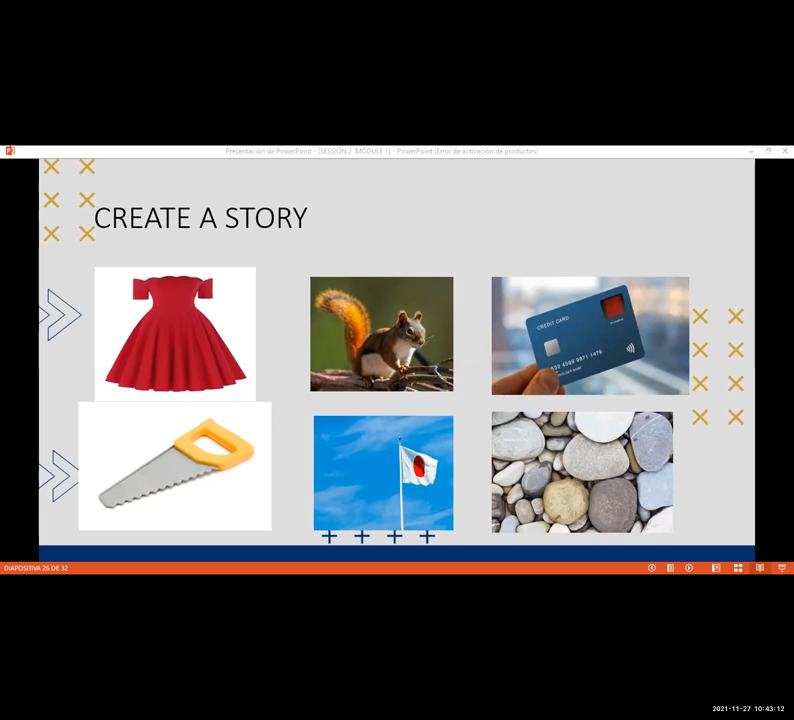 Presentación de PowerPoint - [SESSION 2. MODULE 1] - PowerPoint (Error de activación de productos)
CREATE A STORY
CREDIT CARD
DIAPOSITIVA 26 DE 32
2021-11-27 10:43:12